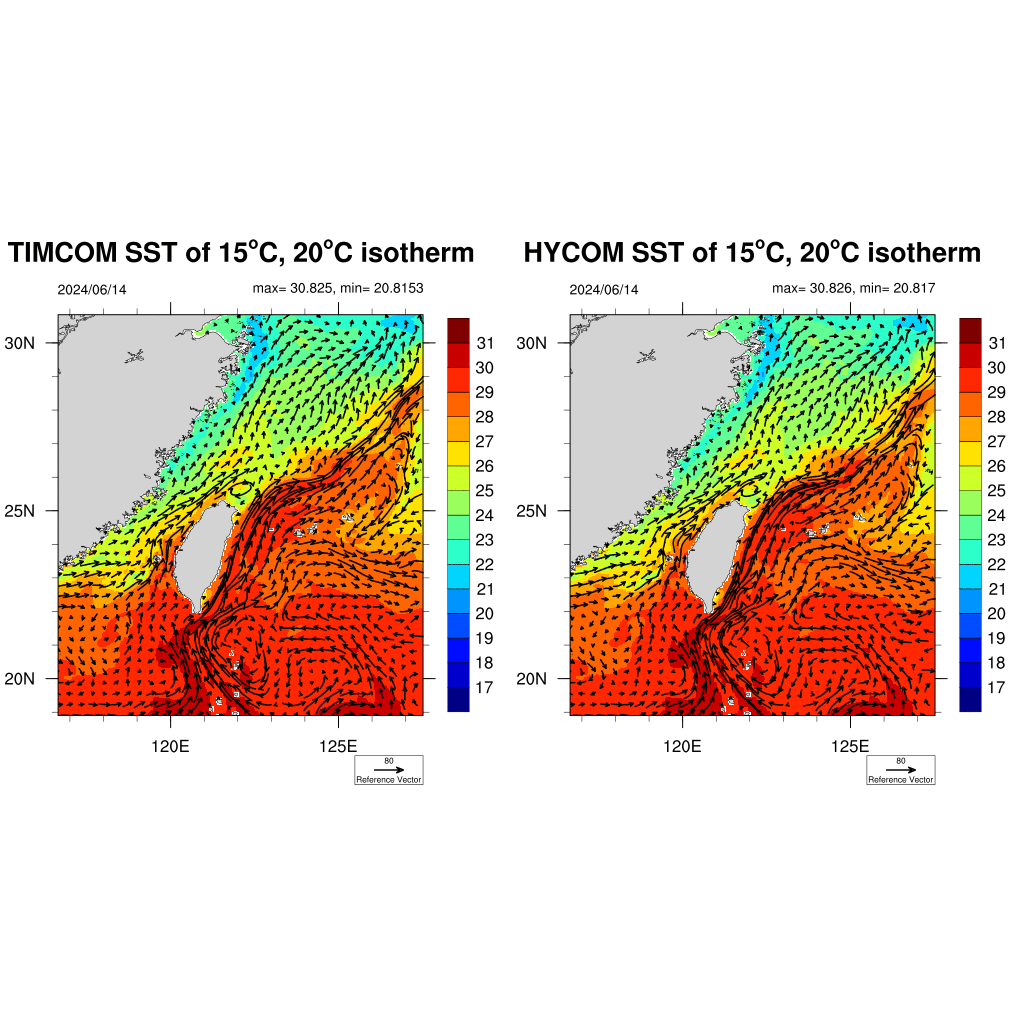 TIMCOM SST of 15°C, 20°C isotherm
2024/06/14
max= 30.825, min= 20.8153
30N
25N
20N
120E
125E
31
30
29
28
27
26
25
24
23
22
21
20
19
18
17
80
Reference Vector
HYCOM SST of 15°C, 20°C isotherm
2024/06/14
max= 30.826, min= 20.817
30N
25N
20N
120E
125E
31
30
29
28
27
26
25
24
23
22
21
20
19
18
17
80
Reference Vector